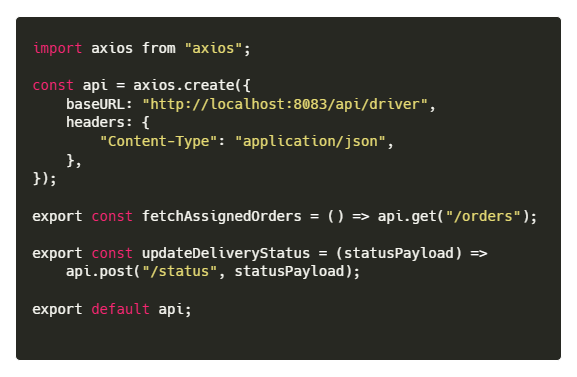 import axios from "axios";
const api = axios.create({
    baseURL: "http://localhost:8083/api/driver",
    headers: {
        "Content-Type": "application/json",
    },
});
export const fetchAssignedOrders = () => api.get("/orders");
export const updateDeliveryStatus = (statusPayload) =>
    api.post("/status", statusPayload);
export default api;